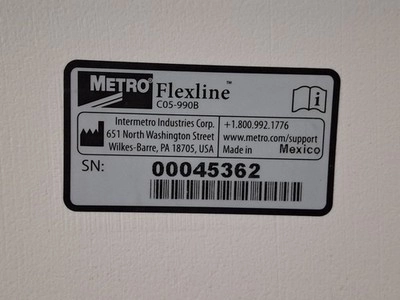 METRO® Flexline™
C05-990B
Intermetro Industries Corp.
651 North Washington Street
Wilkes-Barre, PA 18705, USA
+1.800.992.1776
www.metro.com/support
Made in Mexico
SN: 00045362